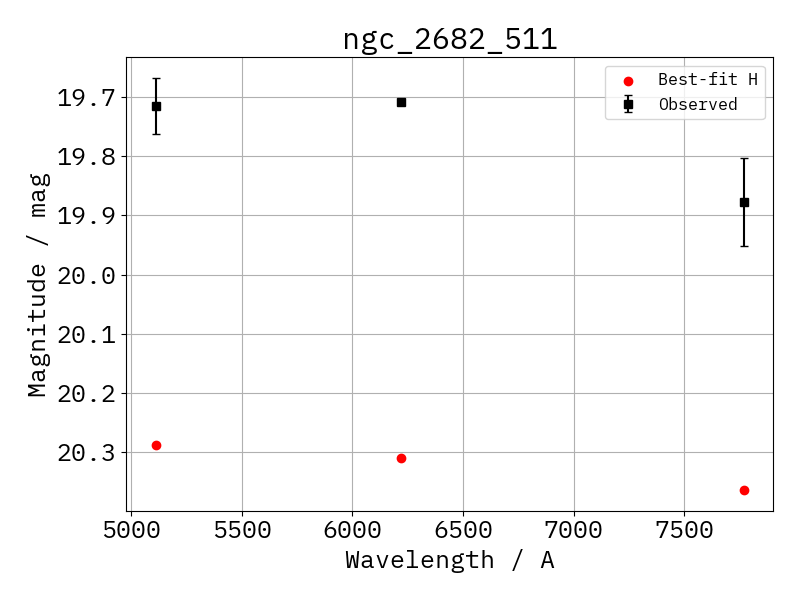 ngc_2682_511
Best-fit H
Observed
19.7
19.8
19.9
20.0
20.1
20.2
20.3
Magnitude / mag
5000 5500 6000 6500 7000 7500
Wavelength / A